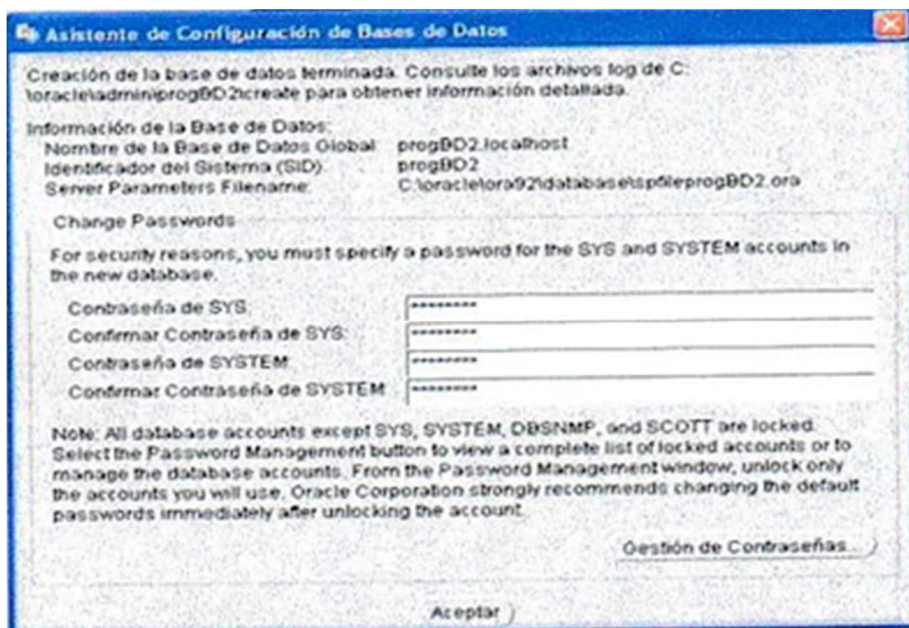 Asistente de Configuración de Bases de Datos
Creación de la base de datos terminada. Consulte los archivos log de C:
\oracle\admin\progBD2\create para obtener información detallada.
Información de la Base de Datos:
Nombre de la Base de Datos Global: progBD2.localhost
Identificador del Sistema (SID): progBD2
Server Parameters Filename: C:\oracle\ora92\database\spfileprogBD2.ora
Change Passwords
For security reasons, you must specify a password for the SYS and SYSTEM accounts in
the new database.
Contraseña de SYS: ********
Confirmar Contraseña de SYS: ********
Contraseña de SYSTEM: ********
Confirmar Contraseña de SYSTEM: ********
Note: All database accounts except SYS, SYSTEM, DBSNMP, and SCOTT are locked.
Select the Password Management button to view a complete list of locked accounts or to
manage the database accounts. From the Password Management window, unlock only
the accounts you will use. Oracle Corporation strongly recommends changing the default
passwords immediately after unlocking the account.
Gestión de Contraseñas...
Aceptar